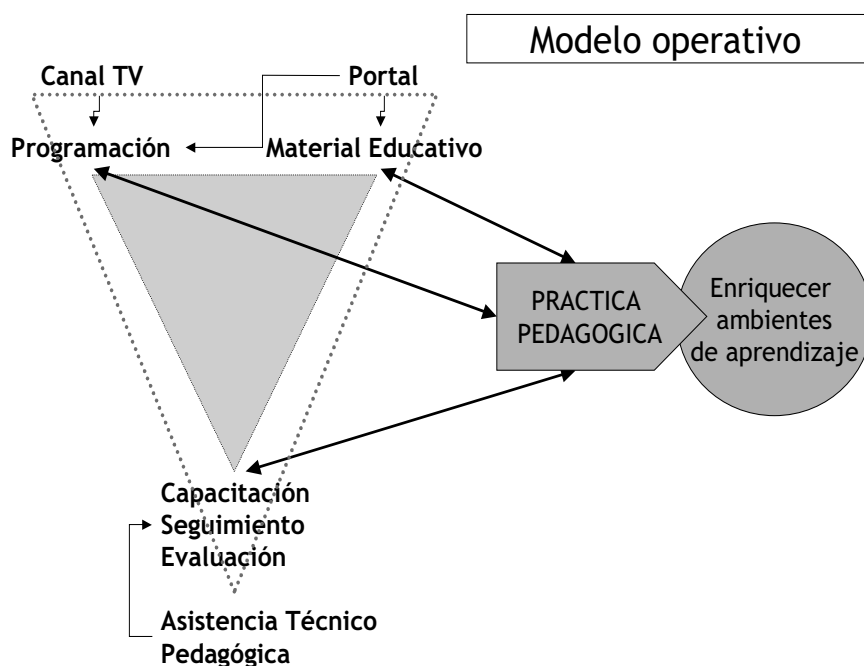 Modelo operativo
Canal TV
Portal
Programación
Material Educativo
PRACTICA
PEDAGOGICA
Enriquecer
ambientes
de aprendizaje
Capacitación
Seguimiento
Evaluación
Asistencia Técnico
Pedagógica